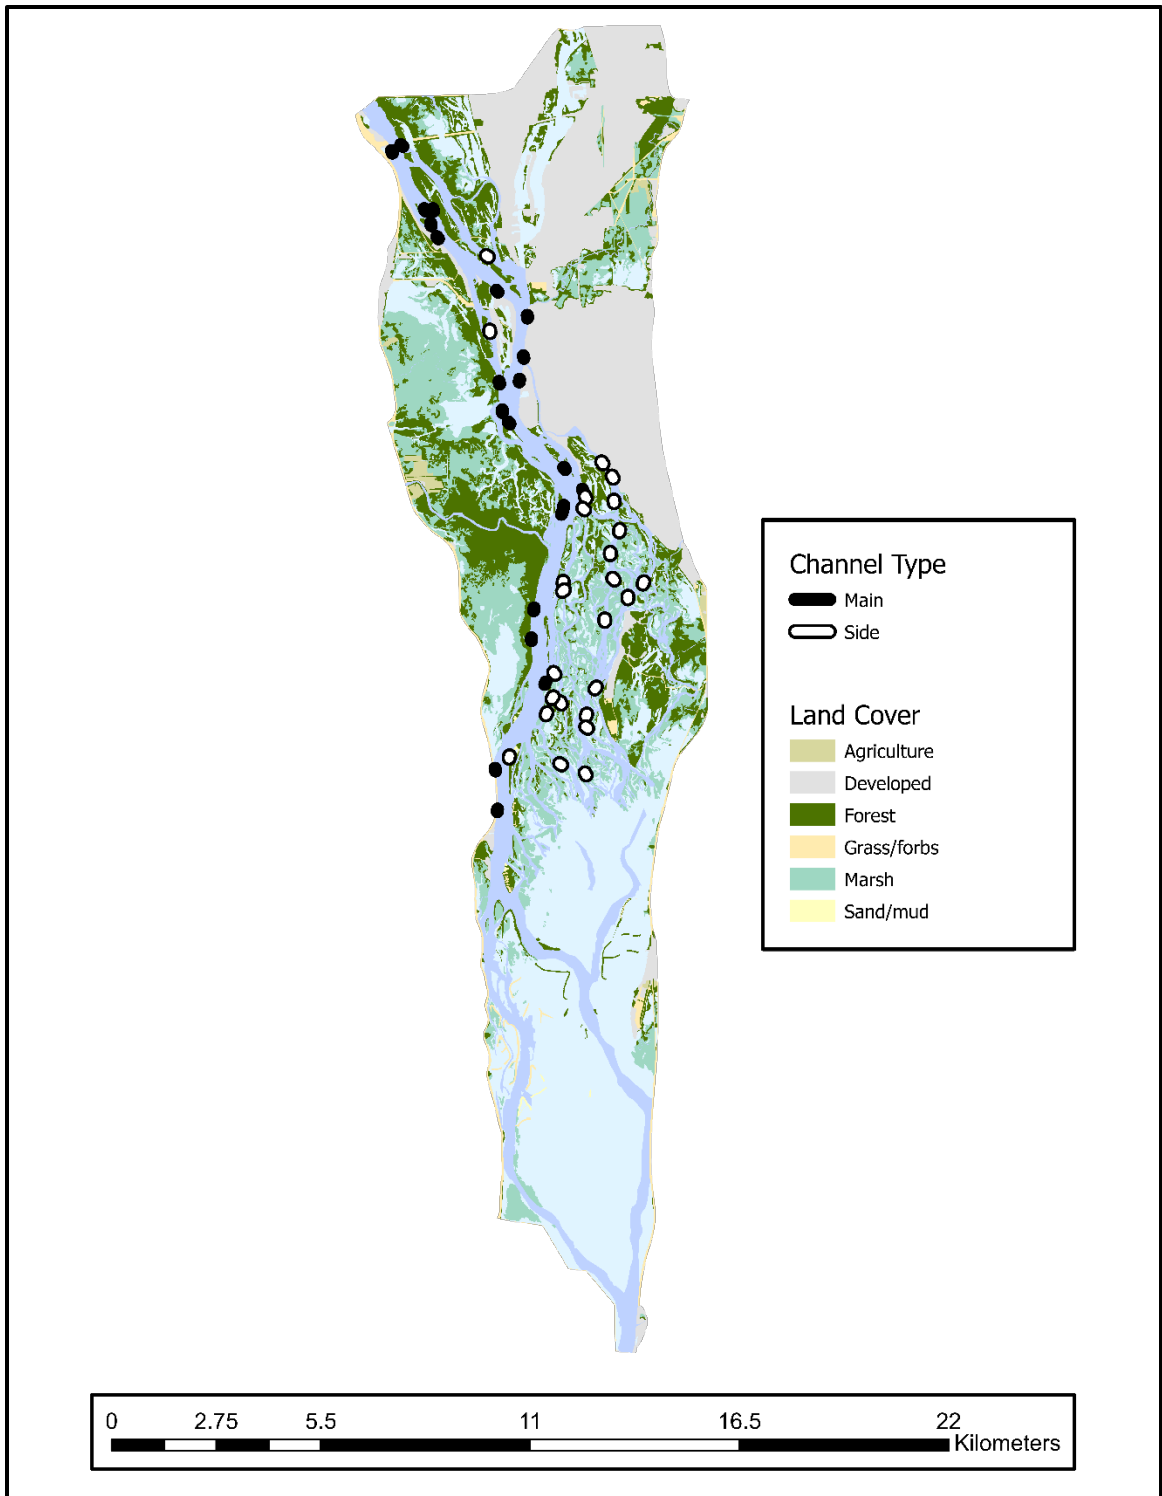 Channel Type
Main
Side
Land Cover
Agriculture
Developed
Forest
Grass/forbs
Marsh
Sand/mud
0 2.75 5.5 11 16.5 22
Kilometers